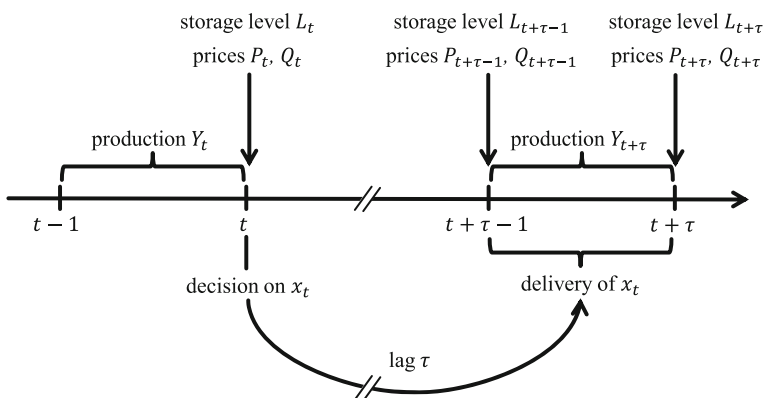 storage level L_t
prices P_t, Q_t
storage level L_{t+τ−1}
prices P_{t+τ−1}, Q_{t+τ−1}
storage level L_{t+τ}
prices P_{t+τ}, Q_{t+τ}
production Y_t
production Y_{t+τ}
t − 1
t
t + τ − 1
t + τ
decision on x_t
delivery of x_t
lag τ